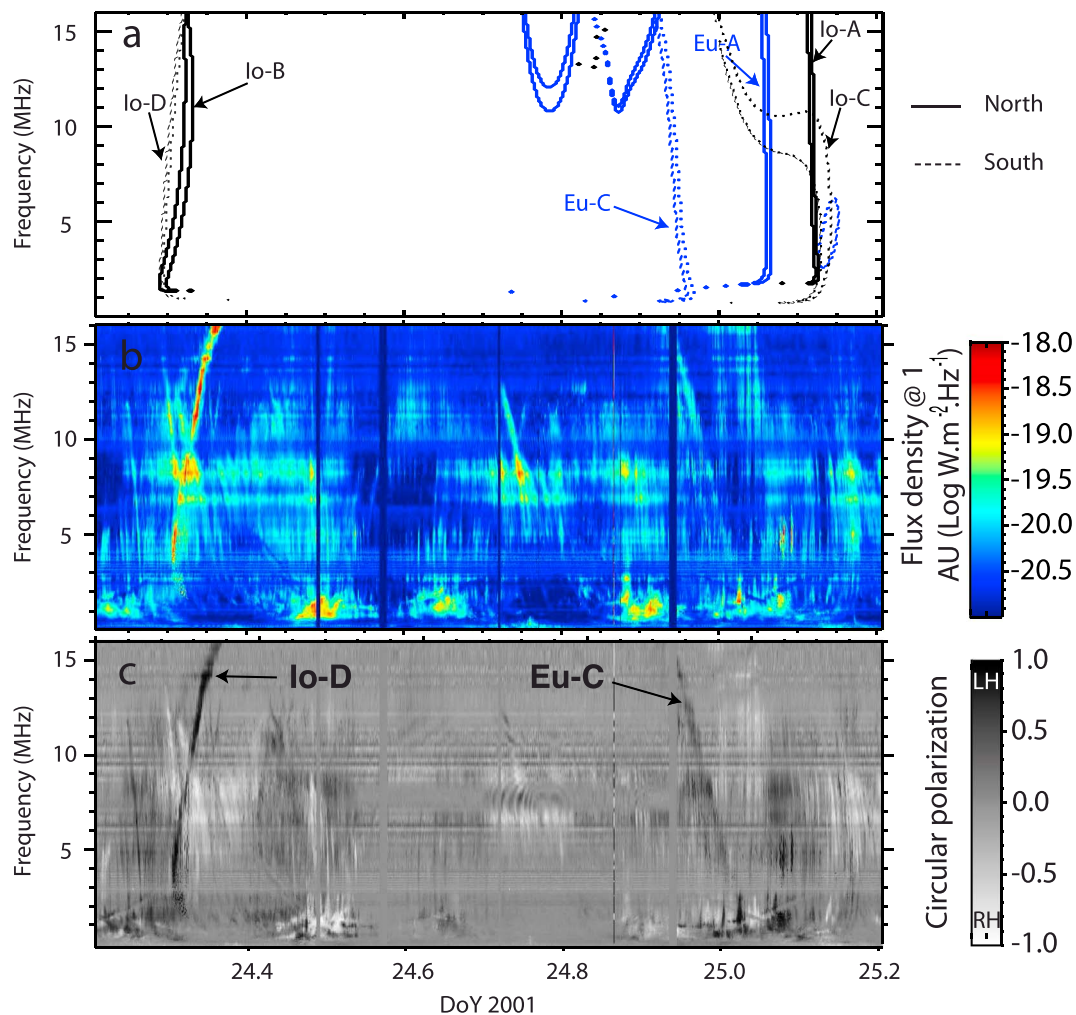 a
15
10
5
Frequency (MHz)
Io-D
Io-B
Eu-A
Io-A
Io-C
Eu-C
North
South
b
15
10
5
Frequency (MHz)
-18.0
-18.5
-19.0
-19.5
-20.0
-20.5
Flux density @ 1
AU (Log W.m-2.Hz-1)
c
15
10
5
Frequency (MHz)
Io-D
Eu-C
1.0
0.5
0.0
-0.5
-1.0
LH
RH
Circular polarization
24.4
24.6
24.8
25.0
25.2
DoY 2001